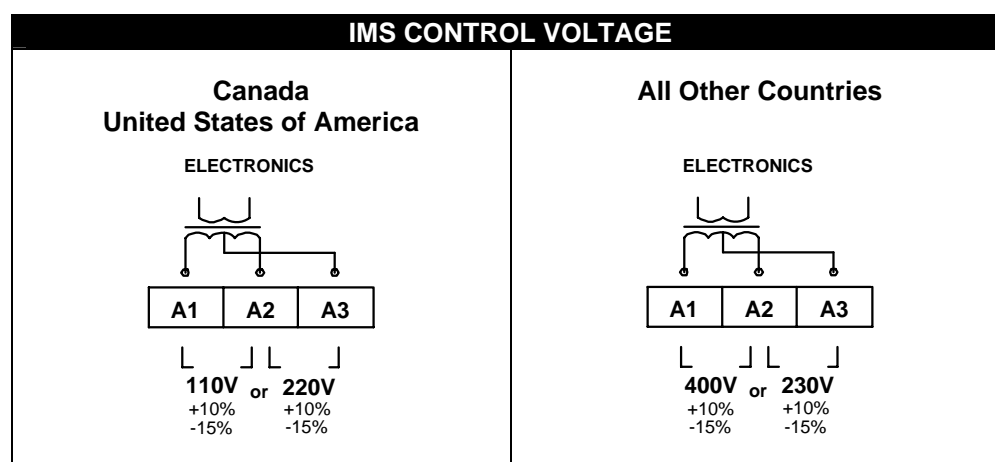 IMS CONTROL VOLTAGE
Canada
United States of America
ELECTRONICS
A1 A2 A3
110V or 220V
+10% +10%
-15% -15%
All Other Countries
ELECTRONICS
A1 A2 A3
400V or 230V
+10% +10%
-15% -15%